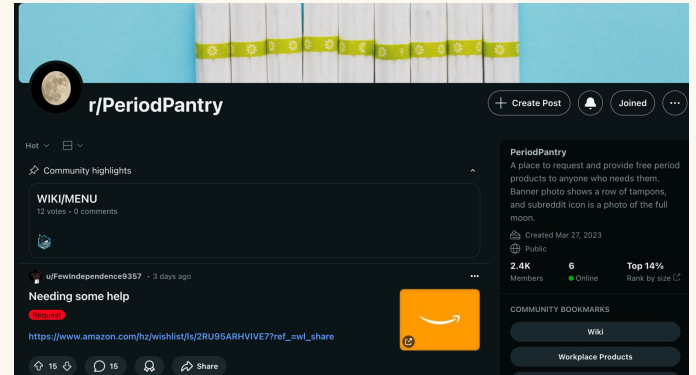 r/PeriodPantry
Create Post
Joined
Hot
Community highlights
WIKI/MENU
12 votes • 0 comments
u/FewIndependence9357 • 3 days ago
Needing some help
Request
https://www.amazon.com/hz/wishlist/ls/2RU95ARHVIVE7?ref_=wl_share
15
15
Share
PeriodPantry
A place to request and provide free period
products to anyone who needs them.
Banner photo shows a row of tampons,
and subreddit icon is a photo of the full
moon.
Created Mar 27, 2023
Public
2.4K
Members
6
Online
Top 14%
Rank by size
COMMUNITY BOOKMARKS
Wiki
Workplace Products